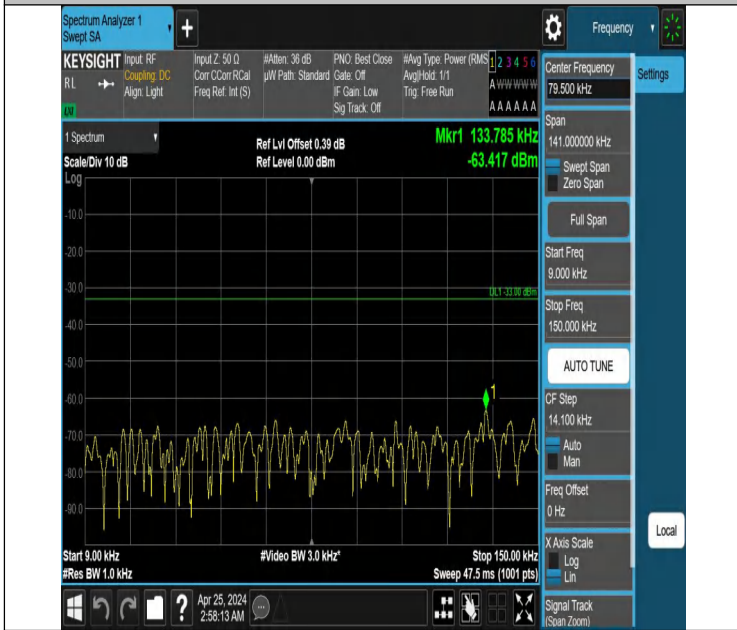 Spectrum Analyzer 1
Swept SA
+
Frequency
KEYSIGHT
RL
Input: RF
Coupling: DC
Align: Light
Input Z: 50 Ω
Corr CCorr RCal
Freq Ref: Int (S)
#Atten: 36 dB
µW Path: Standard
PNO: Best Close
Gate: Off
IF Gain: Low
Sig Track: Off
#Avg Type: Power (RMS
Avg|Hold: 1/1
Trig: Free Run
1 2 3 4 5 6
A W W W W W
A A A A A A
1 Spectrum
Scale/Div 10 dB
Ref Lvl Offset 0.39 dB
Ref Level 0.00 dBm
Mkr1 133.785 kHz
-63.417 dBm
Log
-10.0
-20.0
-30.0
DL1 -33.00 dBm
-40.0
-50.0
-60.0
1
-70.0
-80.0
-90.0
Start 9.00 kHz
#Res BW 1.0 kHz
#Video BW 3.0 kHz*
Stop 150.00 kHz
Sweep 47.5 ms (1001 pts)
Center Frequency
79.500 kHz
Settings
Span
141.000000 kHz
Swept Span
Zero Span
Full Span
Start Freq
9.000 kHz
Stop Freq
150.000 kHz
AUTO TUNE
CF Step
14.100 kHz
Auto
Man
Freq Offset
0 Hz
X Axis Scale
Log
Lin
Local
Signal Track
(Span Zoom)
?
Apr 25, 2024
2:58:13 AM